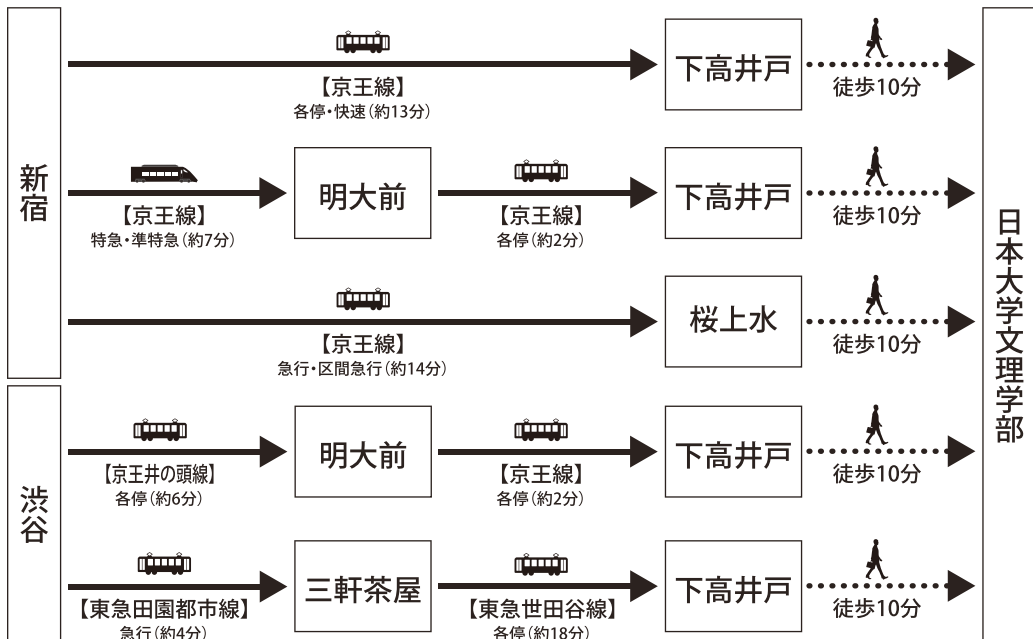 新宿
【京王線】
各停・快速(約13分)
下高井戸
徒歩10分
【京王線】
特急・準特急(約7分)
明大前
【京王線】
各停(約2分)
下高井戸
徒歩10分
【京王線】
急行・区間急行(約14分)
桜上水
徒歩10分
渋谷
【京王井の頭線】
各停(約6分)
明大前
【京王線】
各停(約2分)
下高井戸
徒歩10分
【東急田園都市線】
急行(約4分)
三軒茶屋
【東急世田谷線】
各停(約18分)
下高井戸
徒歩10分
日本大学文理学部